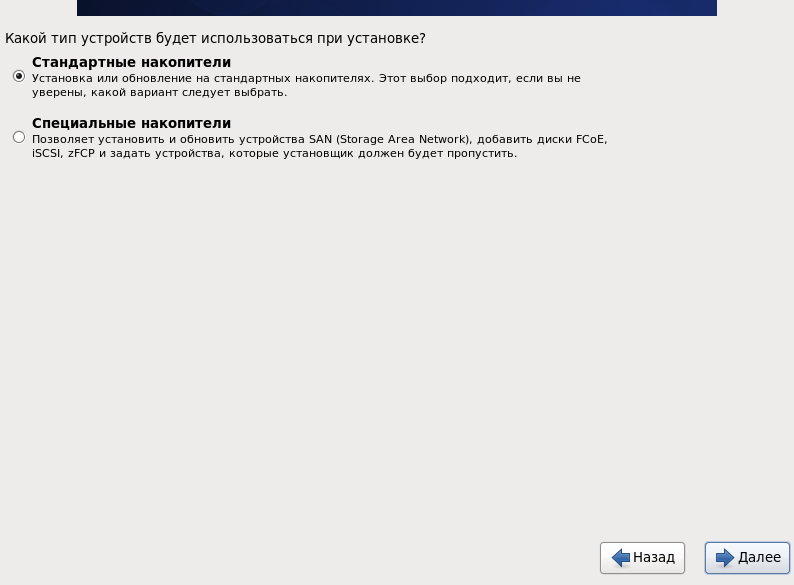 Какой тип устройств будет использоваться при установке?
Стандартные накопители
Установка или обновление на стандартных накопителях. Этот выбор подходит, если вы не
уверены, какой вариант следует выбрать.
Специальные накопители
Позволяет установить и обновить устройства SAN (Storage Area Network), добавить диски FCoE,
iSCSI, zFCP и задать устройства, которые установщик должен будет пропустить.
Назад
Далее